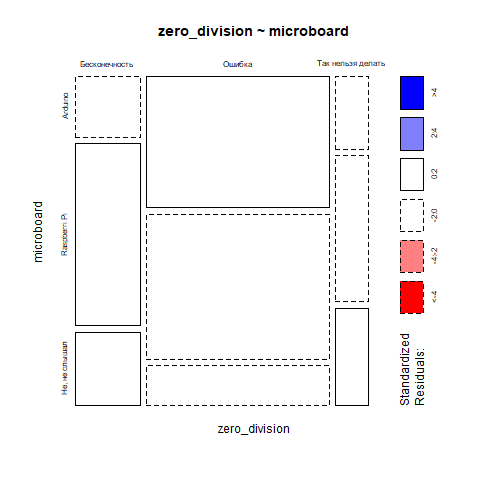 zero_division ~ microboard
Бесконечность
Ошибка
Так нельзя делать
Arduino
Raspberri Pi
Не, не слышал
microboard
zero_division
>4
2:4
0:2
-2:0
-4:-2
<-4
Standardized
Residuals: